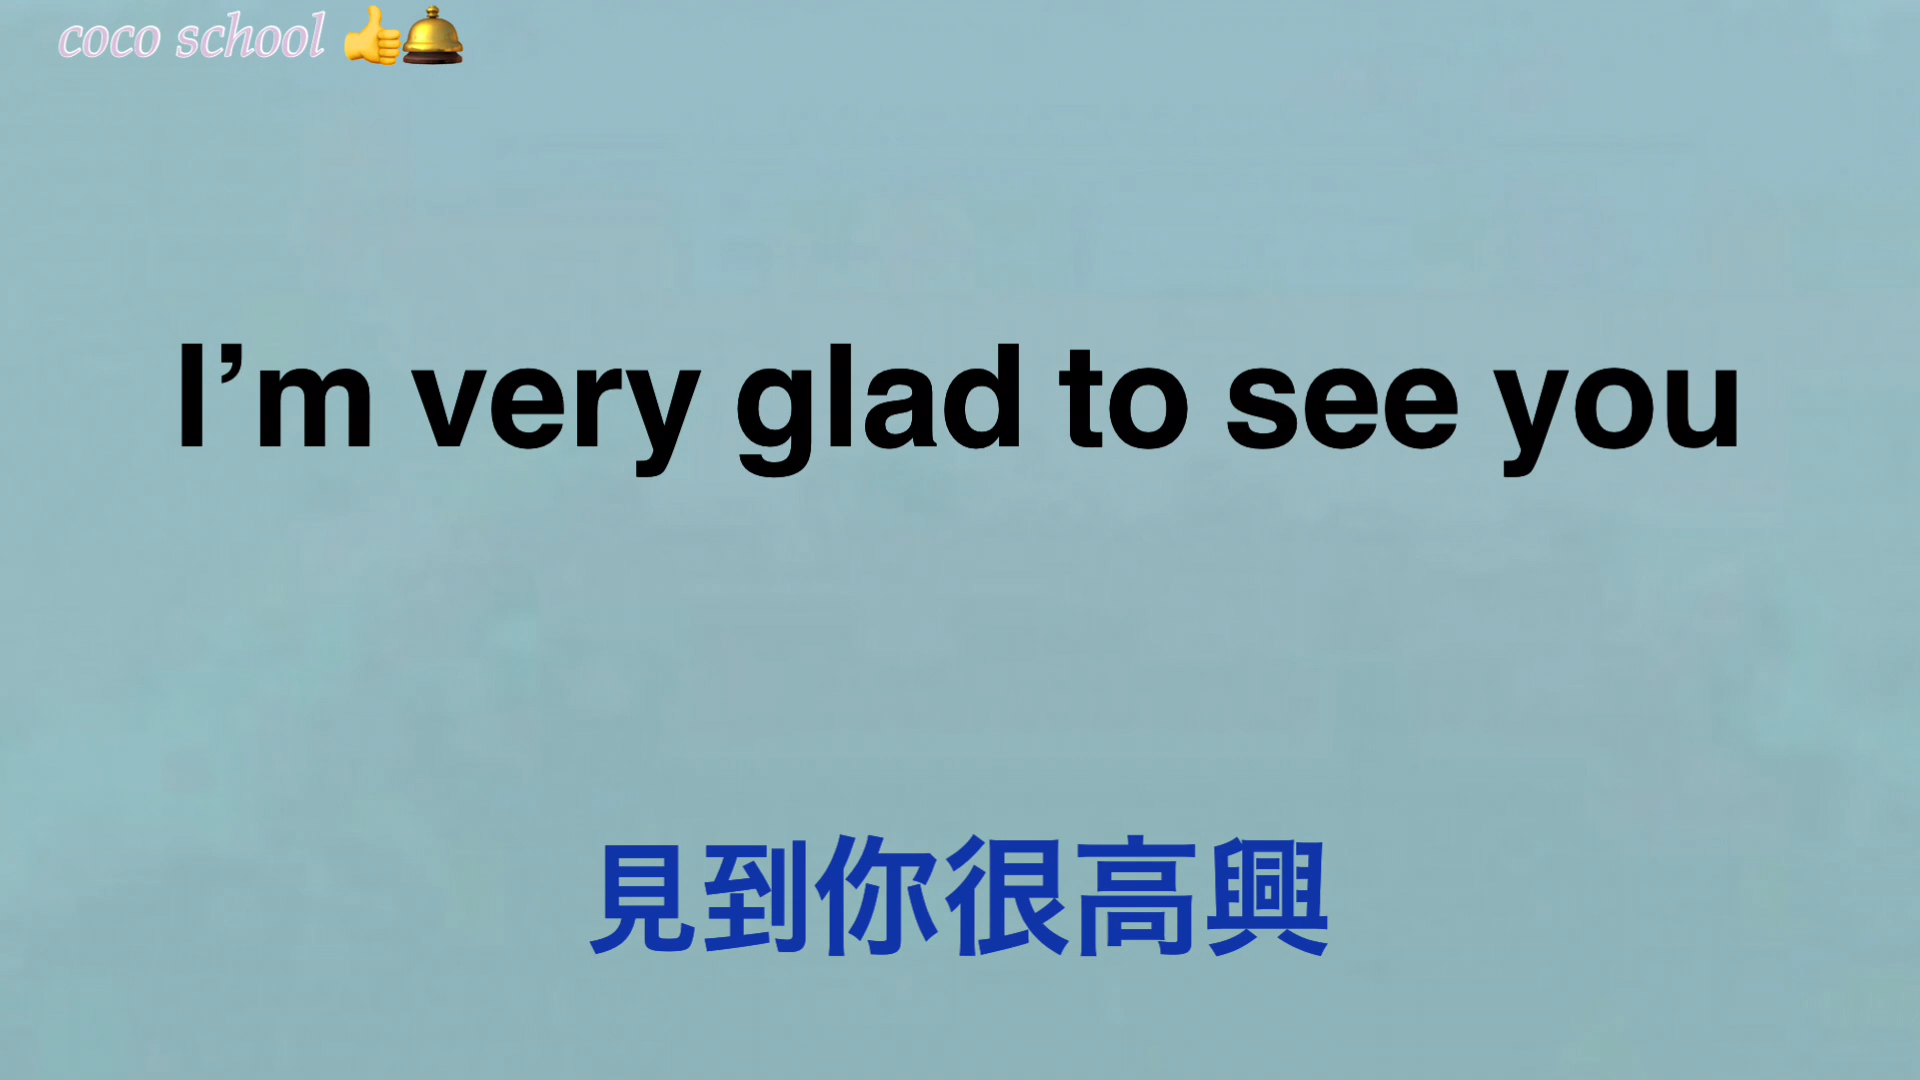 coco school 👍🛎️
I’m very glad to see you
見到你很高興